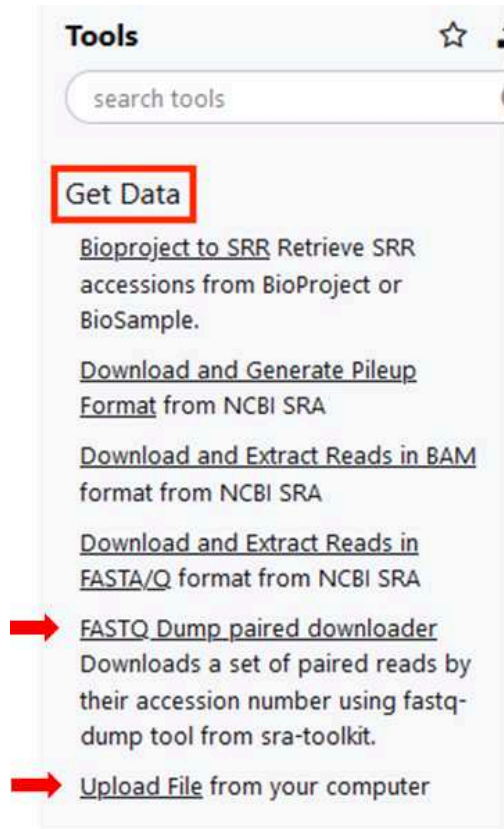 Tools
search tools
Get Data
Bioproject to SRR Retrieve SRR
accessions from BioProject or
BioSample.
Download and Generate Pileup
Format from NCBI SRA
Download and Extract Reads in BAM
format from NCBI SRA
Download and Extract Reads in
FASTA/Q format from NCBI SRA
FASTQ Dump paired downloader
Downloads a set of paired reads by
their accession number using fastq-
dump tool from sra-toolkit.
Upload File from your computer